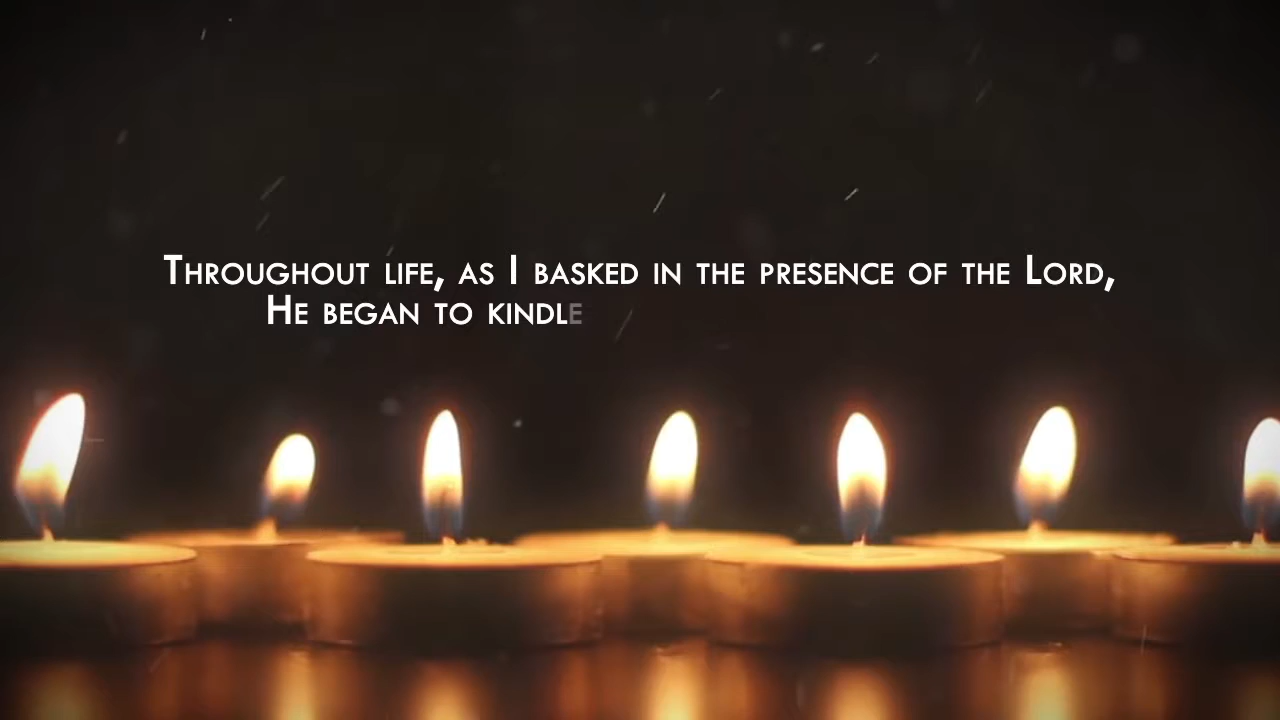 Throughout life, as I basked in the presence of the Lord,
He began to kindle